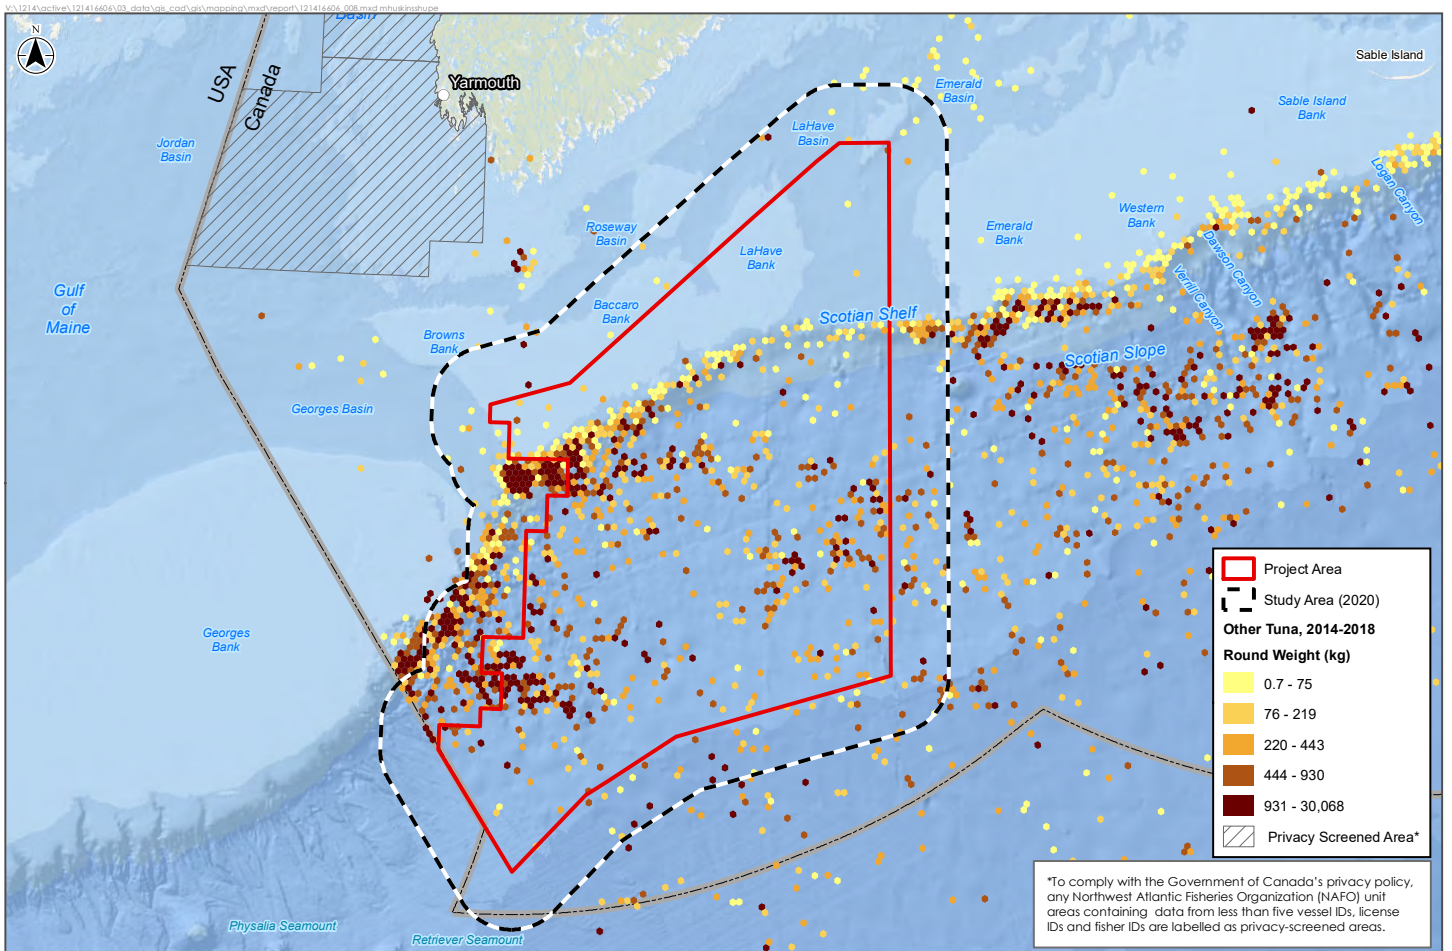 V:\1214\active\121416606\03_data\gis_cad\gis\mapping\mxd\report\121416606_008.mxd mhuskinsshupe
Basin
N
Sable Island
USA
Canada
Yarmouth
Emerald
Basin
Sable Island
Bank
LaHave
Basin
Jordan
Basin
Logan Canyon
Western
Bank
Roseway
Basin
Emerald
Bank
LaHave
Bank
Dawson Canyon
Verrill Canyon
Gulf
of
Maine
Baccaro
Bank
Scotian Shelf
Browns
Bank
Scotian Slope
Georges Basin
Georges
Bank
Physalia Seamount
Retriever Seamount
Project Area
Study Area (2020)
Other Tuna, 2014-2018
Round Weight (kg)
0.7 - 75
76 - 219
220 - 443
444 - 930
931 - 30,068
Privacy Screened Area*
*To comply with the Government of Canada's privacy policy,
any Northwest Atlantic Fisheries Organization (NAFO) unit
areas containing data from less than five vessel IDs, license
IDs and fisher IDs are labelled as privacy-screened areas.